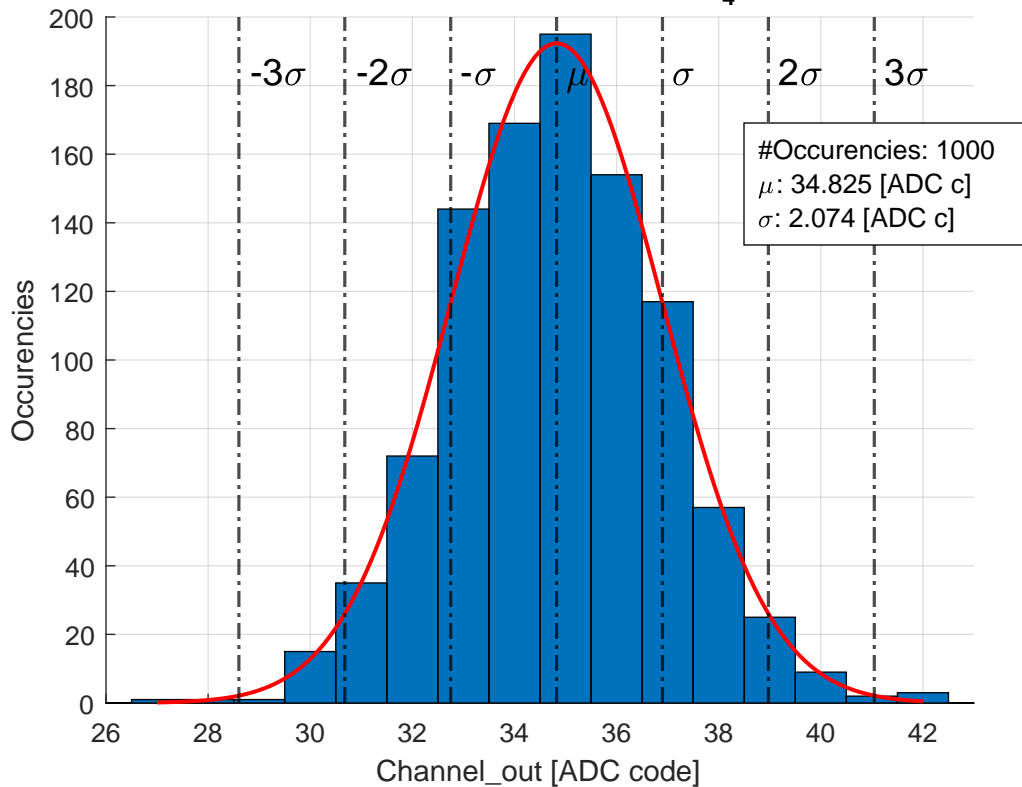 4
-3σ -2σ -σ μ σ 2σ 3σ
#Occurencies: 1000
μ: 34.825 [ADC c]
σ: 2.074 [ADC c]
Occurencies
200
180
160
140
120
100
80
60
40
20
0
26 28 30 32 34 36 38 40 42
Channel_out [ADC code]